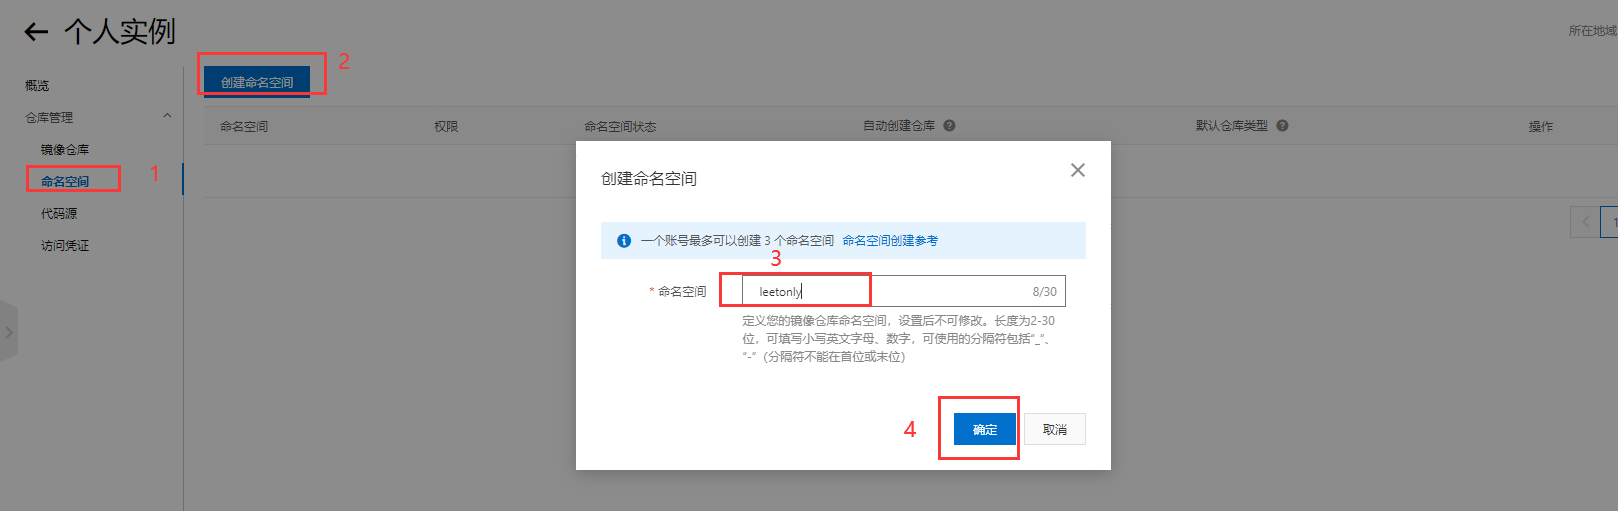 个人实例
所在地域
概览
仓库管理
镜像仓库
命名空间
1
代码源
访问凭证
创建命名空间
2
命名空间 权限 命名空间状态 自动创建仓库 默认仓库类型 操作
1
创建命名空间
一个账号最多可以创建 3 个命名空间 命名空间创建参考
3
* 命名空间 leetonly 8/30
定义您的镜像仓库命名空间，设置后不可修改。长度为2-30
位，可填写小写英文字母、数字，可使用的分隔符包括“_”、
“-”（分隔符不能在首位或末位）
4
确定 取消